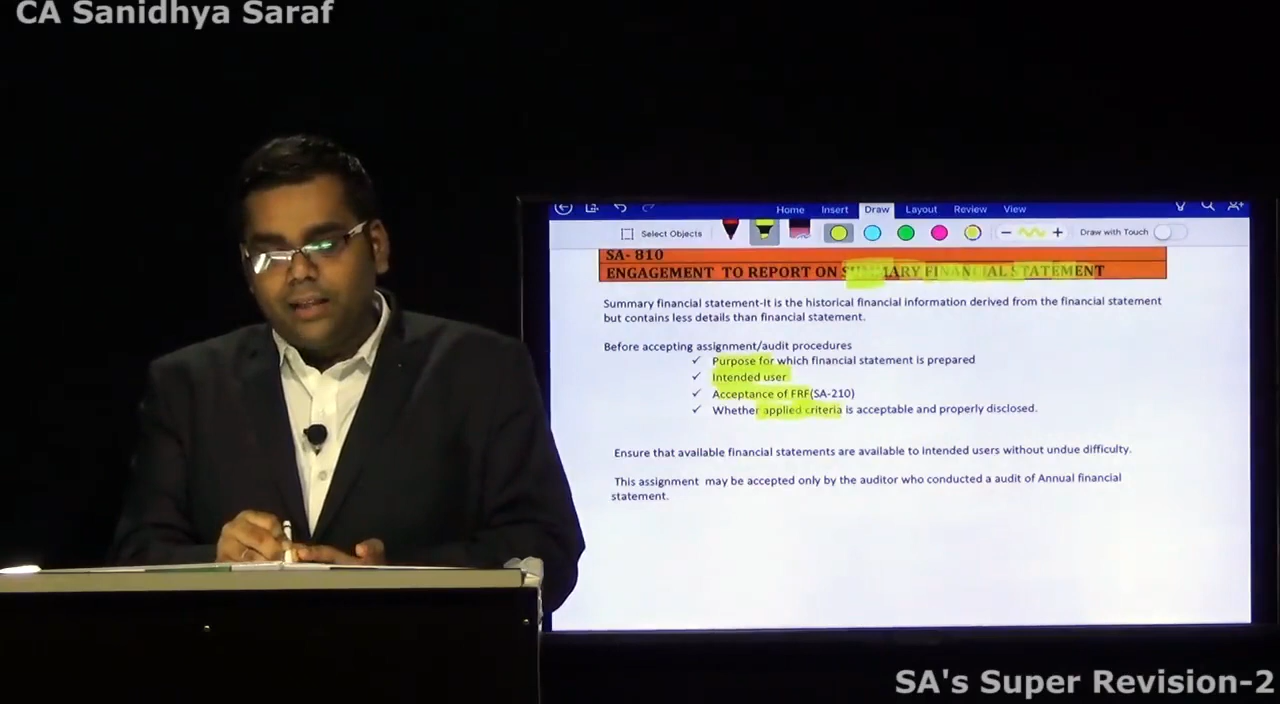 CA Sanidhya Saraf
Home Insert Draw Layout Review View
Select Objects
Draw with Touch
SA- 810
ENGAGEMENT TO REPORT ON SUMMARY FINANCIAL STATEMENT
Summary financial statement-It is the historical financial information derived from the financial statement
but contains less details than financial statement.
Before accepting assignment/audit procedures
✓ Purpose for which financial statement is prepared
✓ Intended user
✓ Acceptance of FRF(SA-210)
✓ Whether applied criteria is acceptable and properly disclosed.
Ensure that available financial statements are available to intended users without undue difficulty.
This assignment may be accepted only by the auditor who conducted a audit of Annual financial
statement.
SA's Super Revision-2